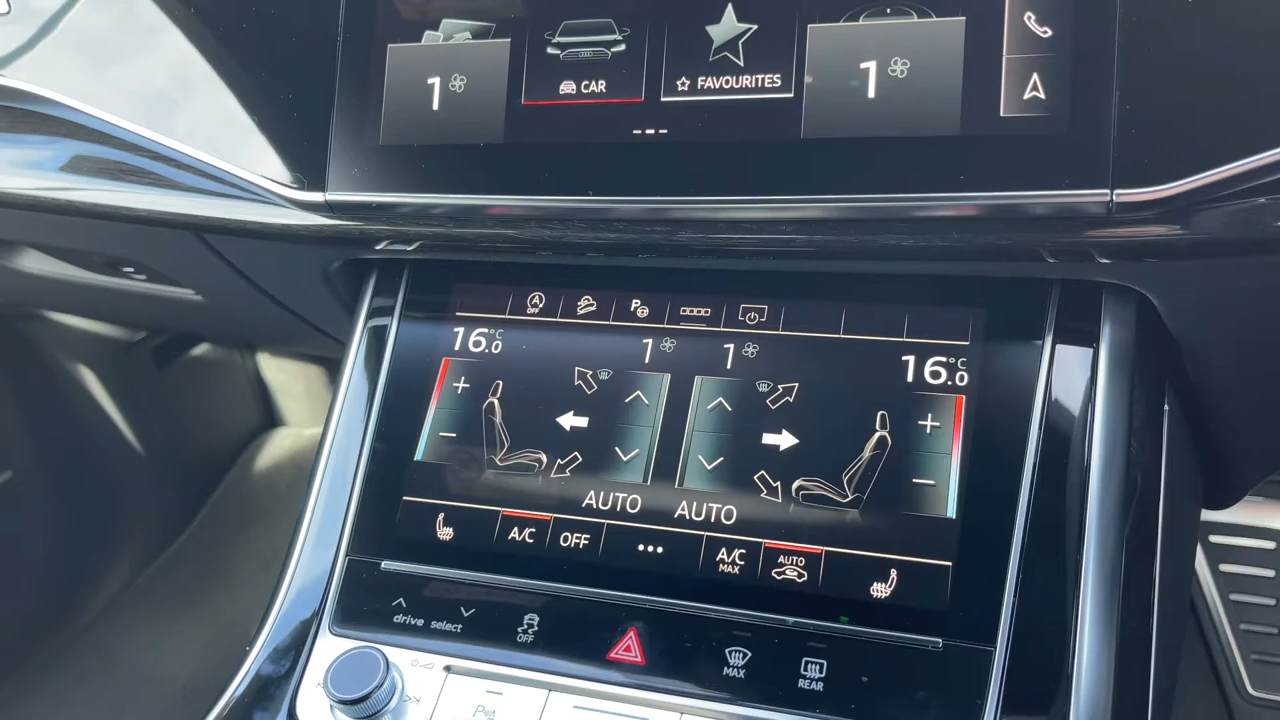 1
CAR
FAVOURITES
1
A
OFF
P
16.0 °C
1
1
16.0 °C
+
+
−
−
AUTO
AUTO
A/C
OFF
•••
A/C
MAX
AUTO
drive select
OFF
MAX
REAR
P